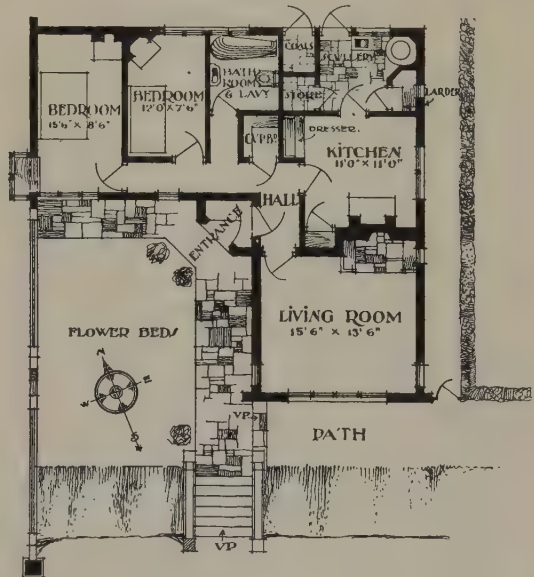 BEDROOM
15'6" X 8'6"
BEDROOM
12'0" X 7'6"
BATH
ROOM
& LAVY
COALS
SCULLERY
STORE
LARDER
CUPBD
DRESSER.
KITCHEN
11'0" X 11'0"
HALL
ENTRANCE
LIVING ROOM
15'6" X 13'6"
FLOWER BEDS
N
W
E
S
VP
PATH
VP